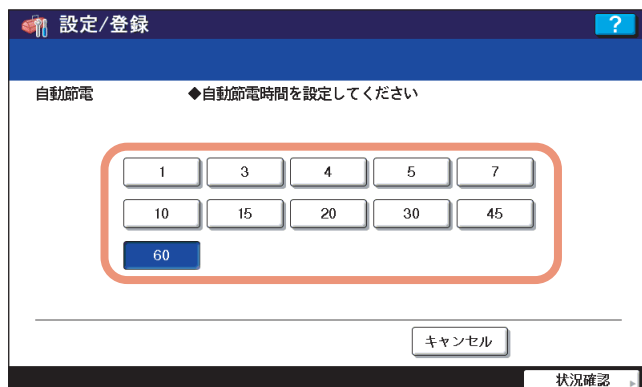 設定/登録 ?
自動節電 ◆自動節電時間を設定してください
1 3 4 5 7
10 15 20 30 45
60
キャンセル
状況確認